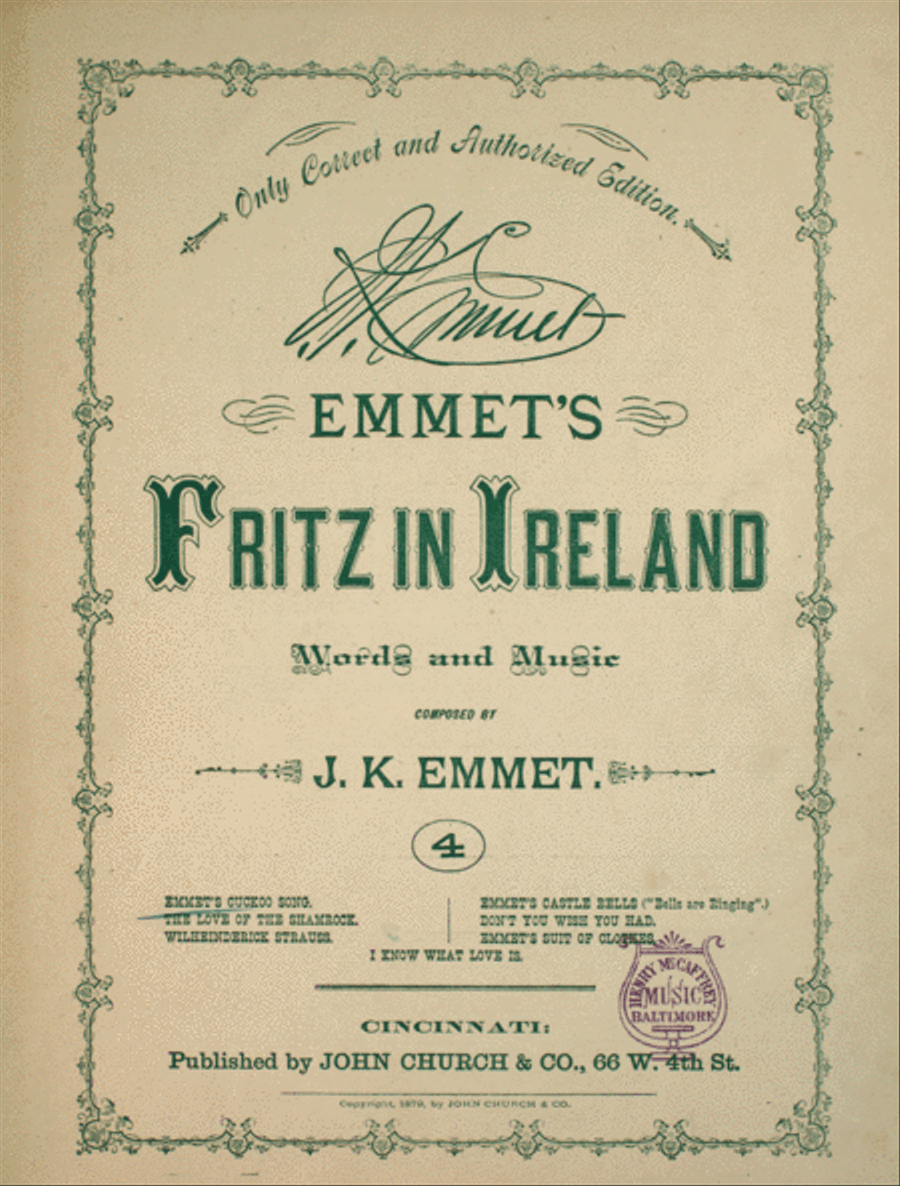 Only Correct and Authorized Edition.
J. K. Emmet
EMMET'S
FRITZ IN IRELAND
Words and Music
COMPOSED BY
J. K. EMMET.
4
EMMET'S CUCKOO SONG.
THE LOVE OF THE SHAMROCK.
WILHEINDERICK STRAUSS.
EMMET'S CASTLE BELLS ("Bells are Ringing".)
DON'T YOU WISH YOU HAD.
EMMET'S SUIT OF CLOTHES.
I KNOW WHAT LOVE IS.
HENRY McCAFFREY
MUSIC
BALTIMORE
CINCINNATI:
Published by JOHN CHURCH & CO., 66 W. 4th St.
Copyright, 1879, by JOHN CHURCH & CO.